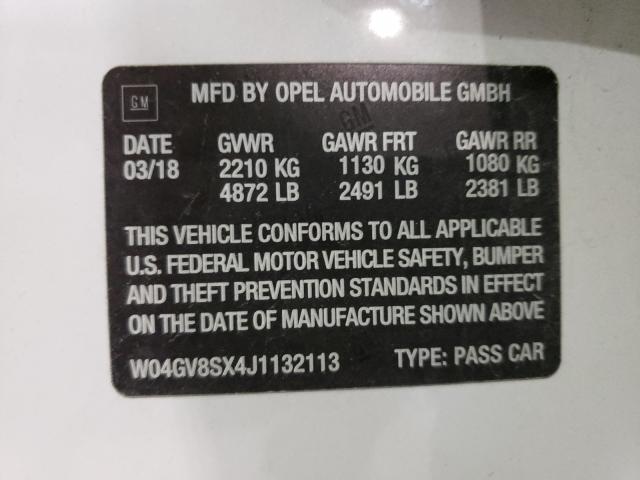 GM MFD BY OPEL AUTOMOBILE GMBH
DATE GVWR GAWR FRT GAWR RR
03/18 2210 KG 1130 KG 1080 KG
4872 LB 2491 LB 2381 LB
THIS VEHICLE CONFORMS TO ALL APPLICABLE
U.S. FEDERAL MOTOR VEHICLE SAFETY, BUMPER
AND THEFT PREVENTION STANDARDS IN EFFECT
ON THE DATE OF MANUFACTURE SHOWN ABOVE
W04GV8SX4J1132113 TYPE: PASS CAR